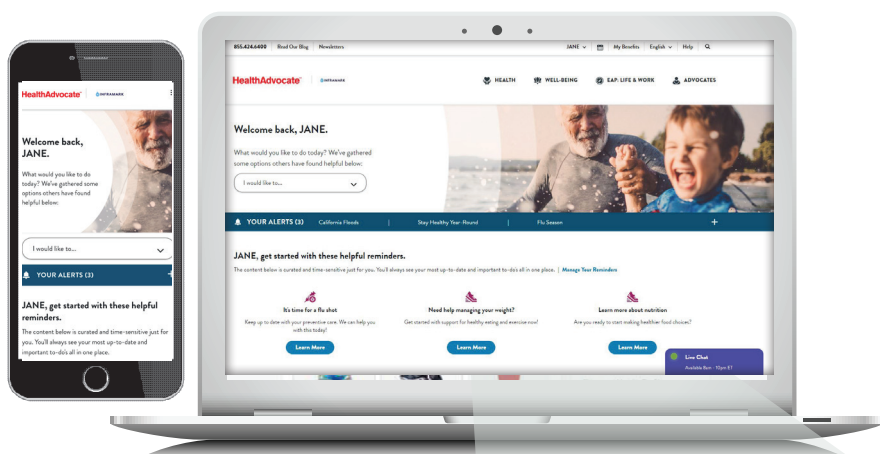 HealthAdvocate™ INFRAMARK
Welcome back,
JANE.
What would you like to do
today? We've gathered some
options others have found
helpful below:
I would like to...
YOUR ALERTS (3)
JANE, get started with these helpful
reminders.
The content below is curated and time-sensitive just for
you. You'll always see your most up-to-date and
important to-do's all in one place.
855.424.6400 Read Our Blog Newsletters JANE My Benefits English Help
HealthAdvocate™ INFRAMARK HEALTH WELL-BEING EAP: LIFE & WORK ADVOCATES
Welcome back, JANE.
What would you like to do today? We've gathered
some options others have found helpful below:
I would like to...
YOUR ALERTS (3) California Floods | Stay Healthy Year-Round | Flu Season +
JANE, get started with these helpful reminders.
The content below is curated and time-sensitive just for you. You'll always see your most up-to-date and important to-do's all in one place. | Manage Your Reminders
It's time for a flu shot Need help managing your weight? Learn more about nutrition
Keep up to date with your preventive care. We can help you Get started with support for healthy eating and exercise now! Are you ready to start making healthier food choices?
with this today!
Learn More Learn More Learn More
Live Chat
Available 8am - 10pm ET